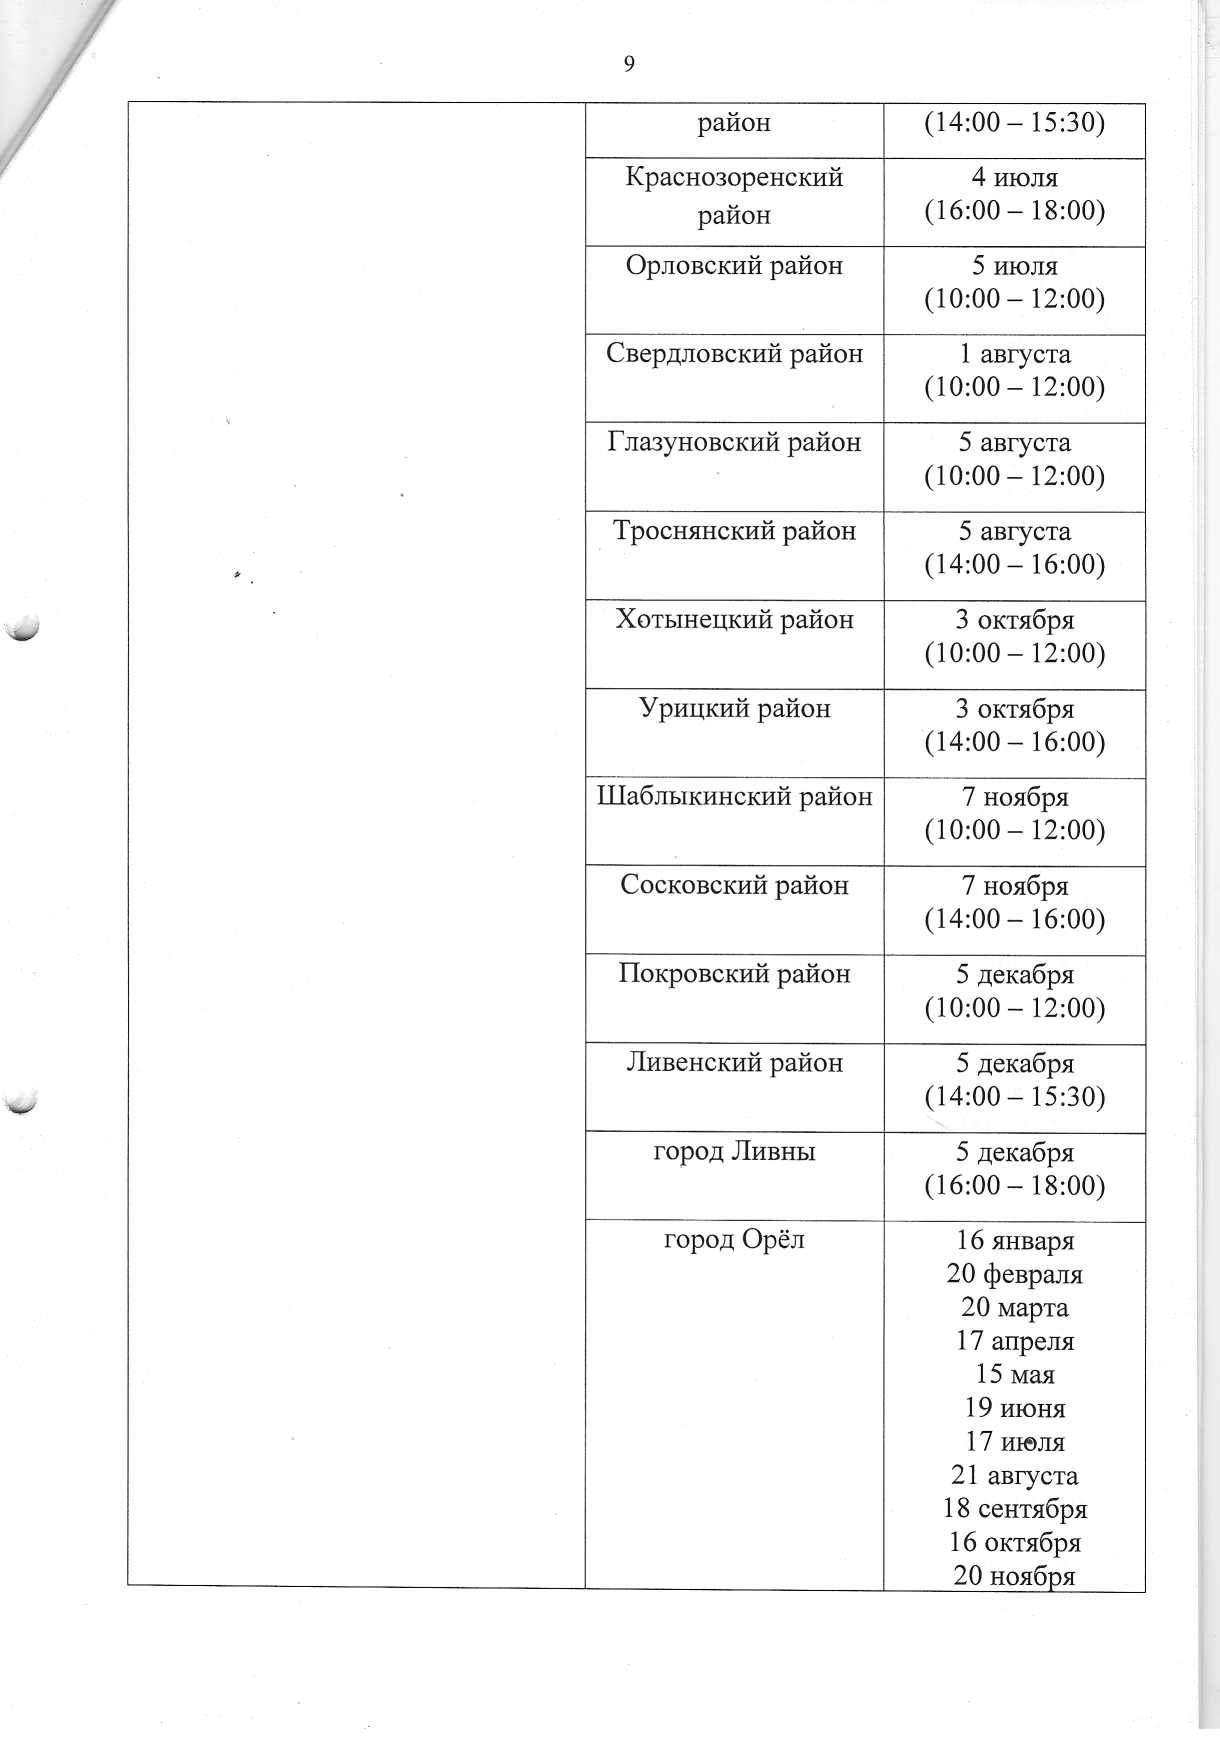 9
район
(14:00 – 15:30)
Краснозоренский
район
4 июля
(16:00 – 18:00)
Орловский район
5 июля
(10:00 – 12:00)
Свердловский район
1 августа
(10:00 – 12:00)
Глазуновский район
5 августа
(10:00 – 12:00)
Троснянский район
5 августа
(14:00 – 16:00)
Хотынецкий район
3 октября
(10:00 – 12:00)
Урицкий район
3 октября
(14:00 – 16:00)
Шаблыкинский район
7 ноября
(10:00 – 12:00)
Сосковский район
7 ноября
(14:00 – 16:00)
Покровский район
5 декабря
(10:00 – 12:00)
Ливенский район
5 декабря
(14:00 – 15:30)
город Ливны
5 декабря
(16:00 – 18:00)
город Орёл
16 января
20 февраля
20 марта
17 апреля
15 мая
19 июня
17 июля
21 августа
18 сентября
16 октября
20 ноября